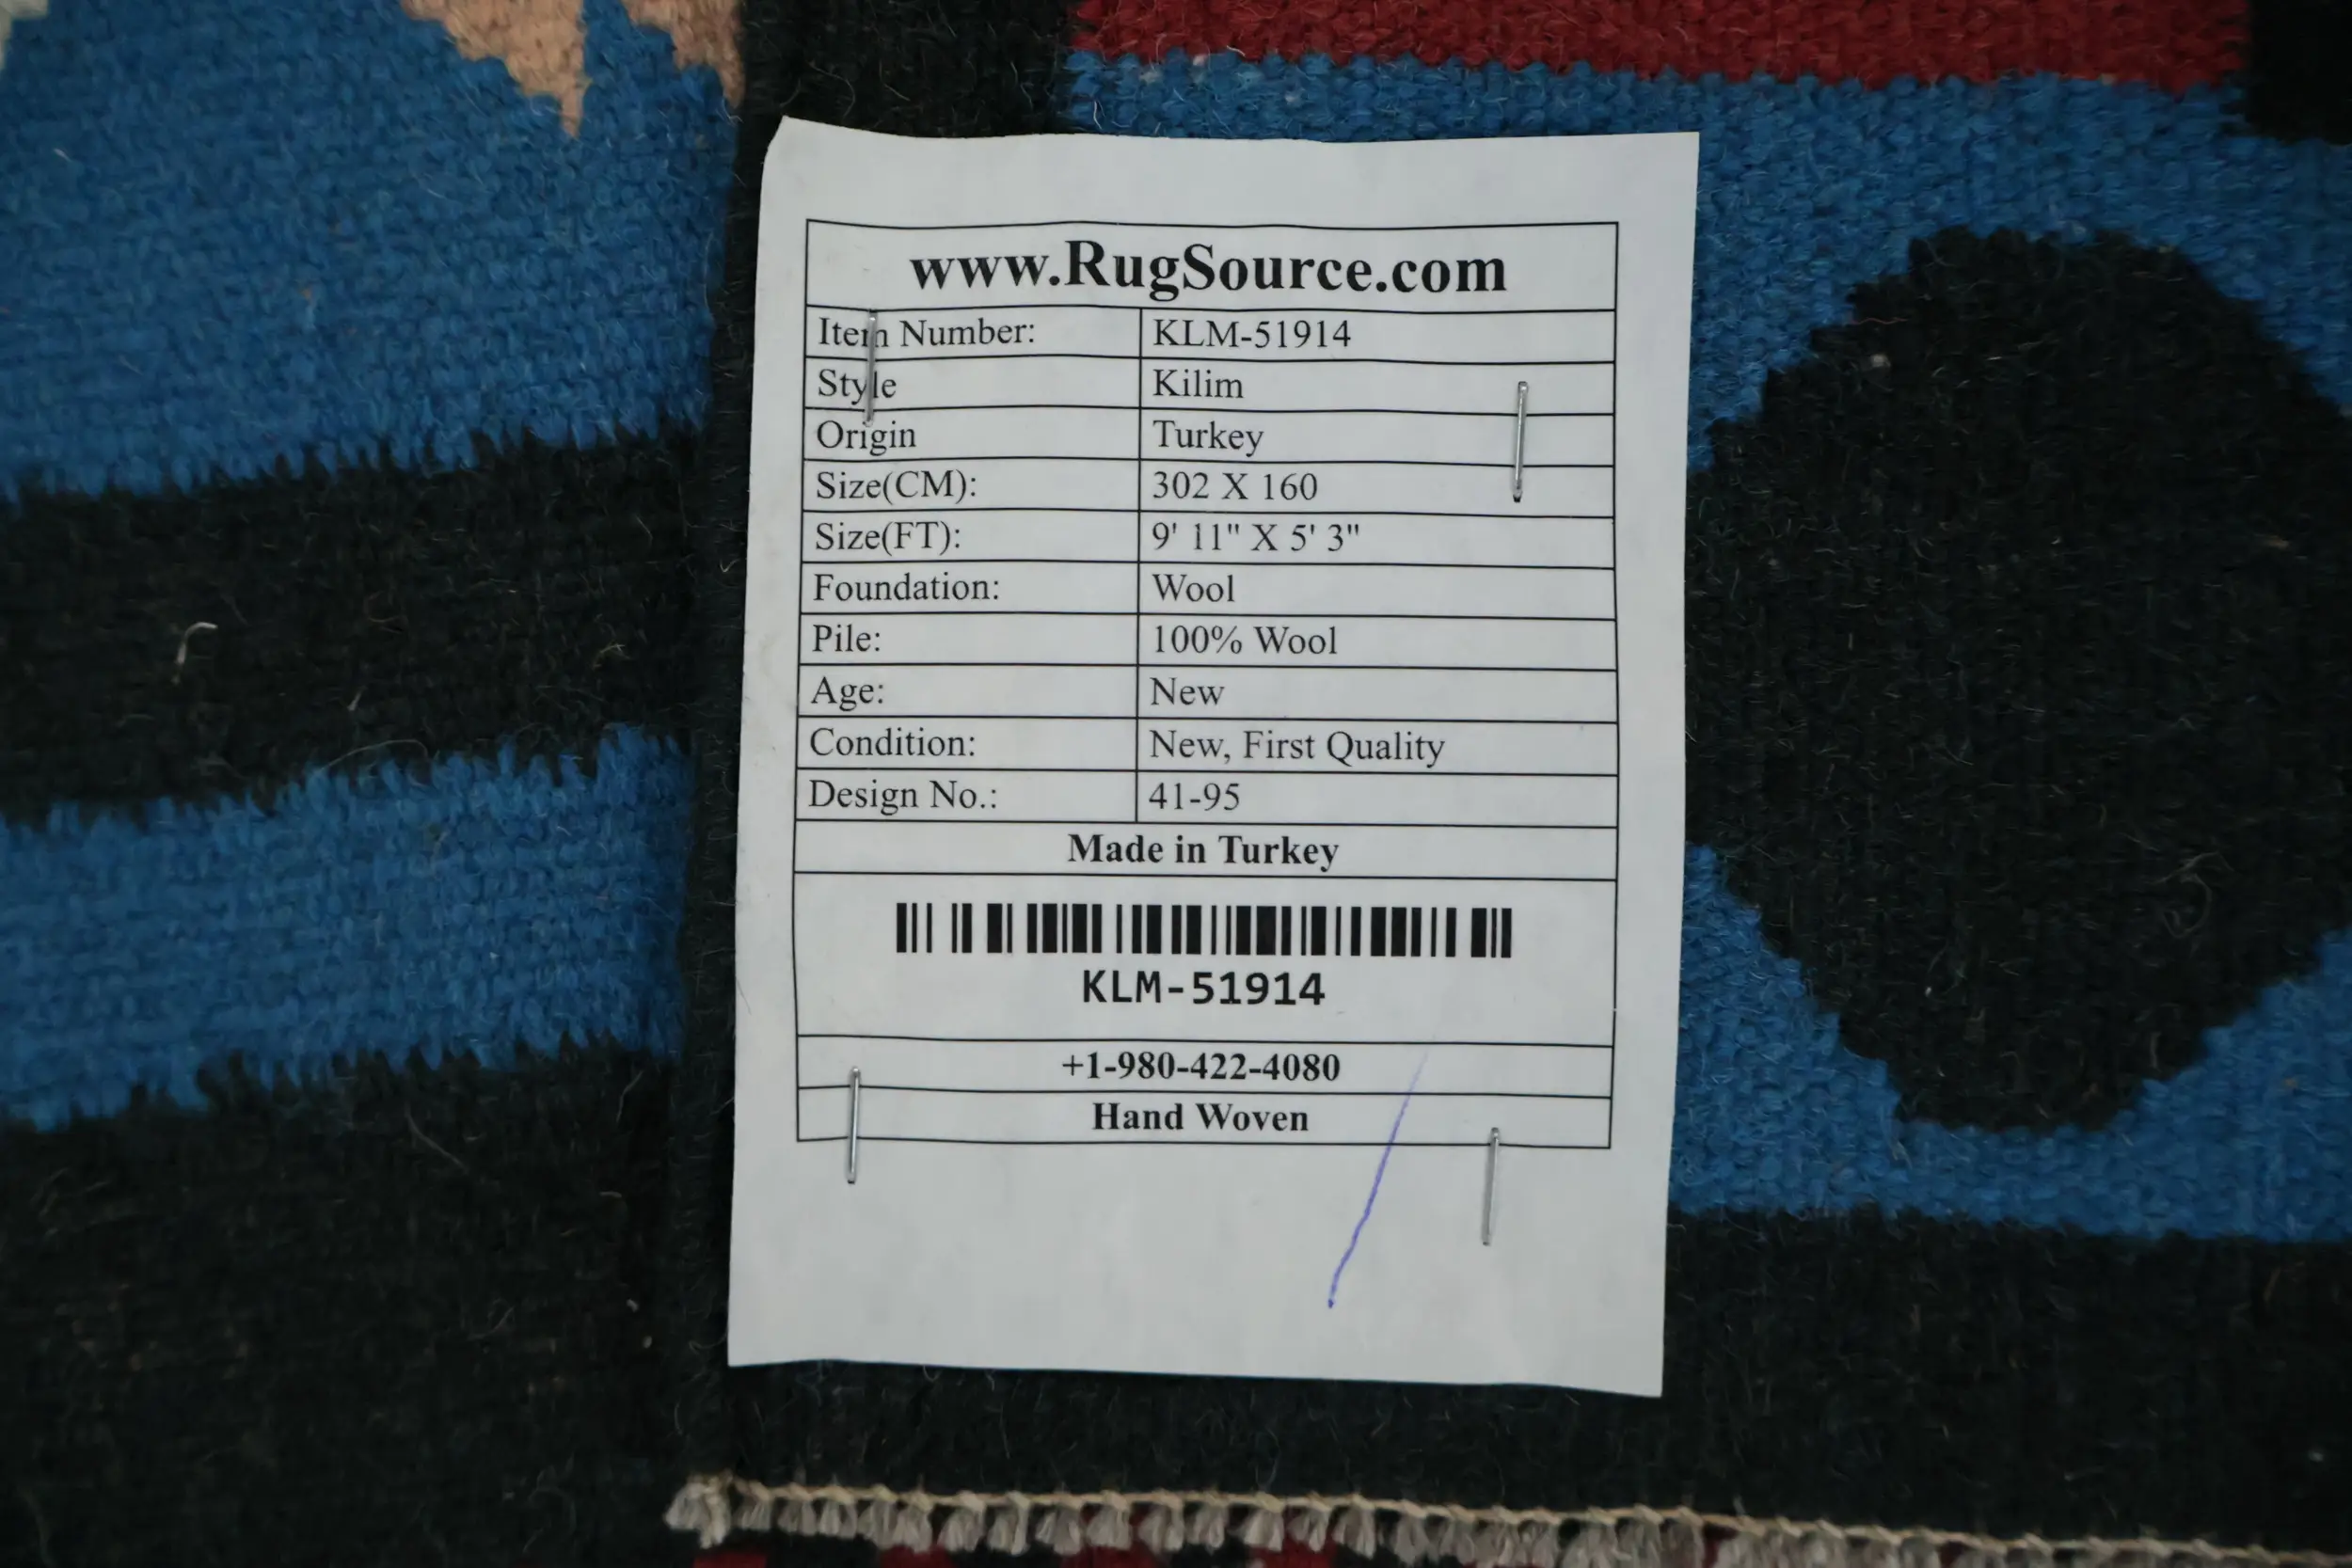 www.RugSource.com
Item Number: KLM-51914
Style Kilim
Origin Turkey
Size(CM): 302 X 160
Size(FT): 9' 11" X 5' 3"
Foundation: Wool
Pile: 100% Wool
Age: New
Condition: New, First Quality
Design No.: 41-95
Made in Turkey
KLM-51914
+1-980-422-4080
Hand Woven